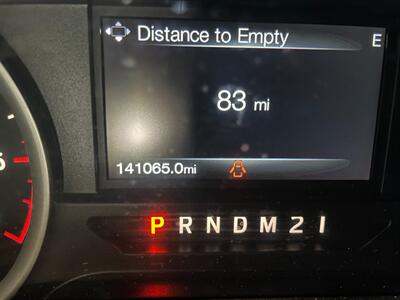 Distance to Empty
E
83 mi
141065.0mi
P R N D M 2 1